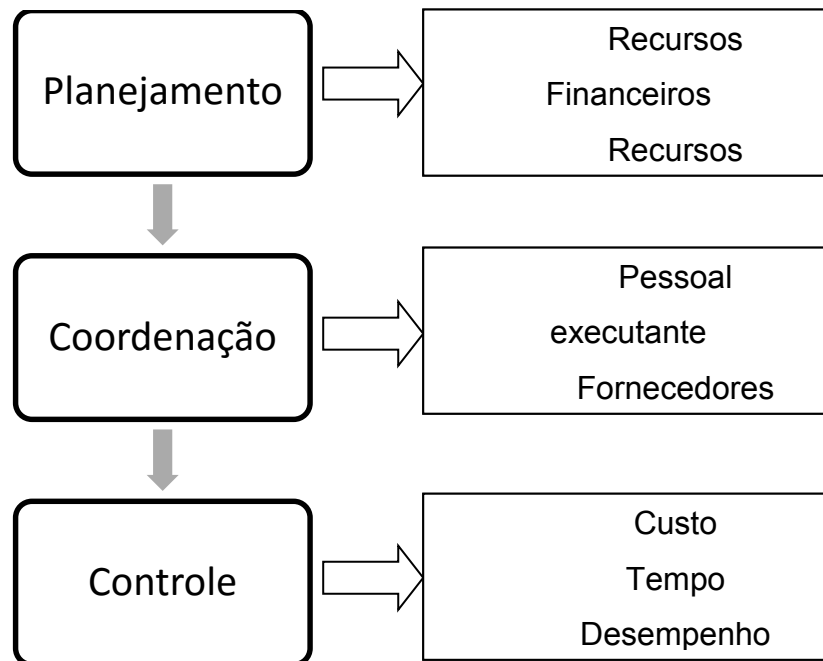 Planejamento
Recursos
Financeiros
Recursos
Coordenação
Pessoal
executante
Fornecedores
Controle
Custo
Tempo
Desempenho